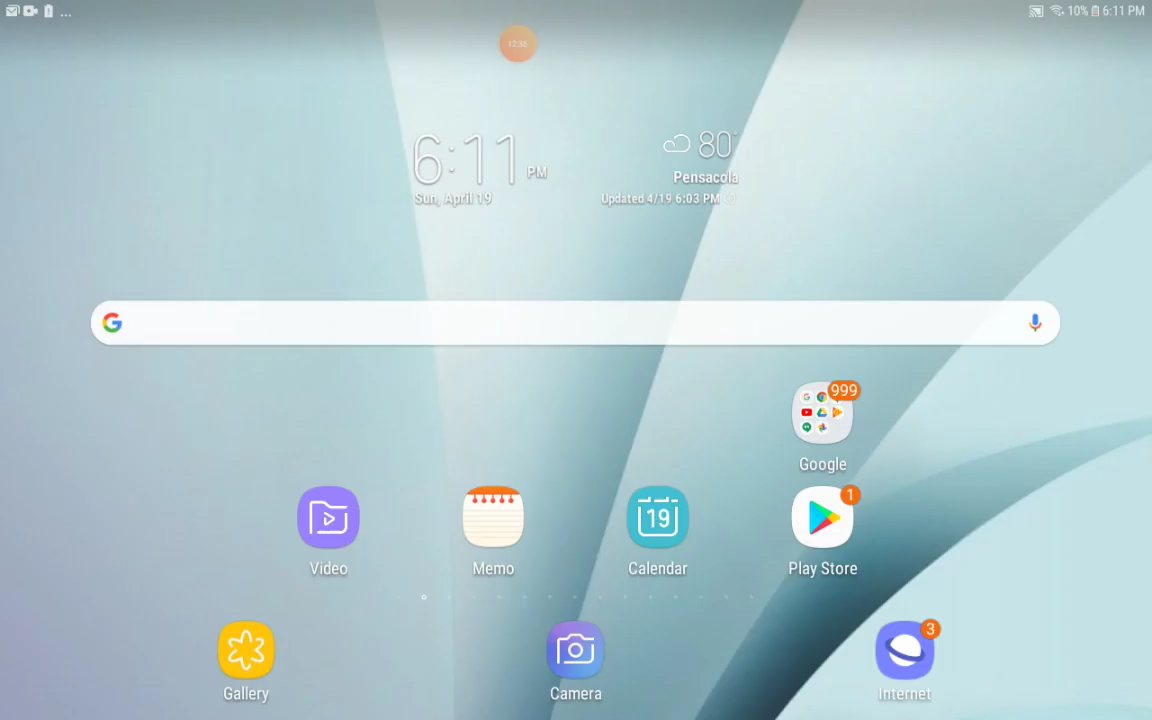 ...
10% 6:11 PM
12:36
6:11 PM
Sun, April 19
80°
Pensacola
Updated 4/19 6:03 PM
999
Google
1
19
Video
Memo
Calendar
Play Store
3
Gallery
Camera
Internet